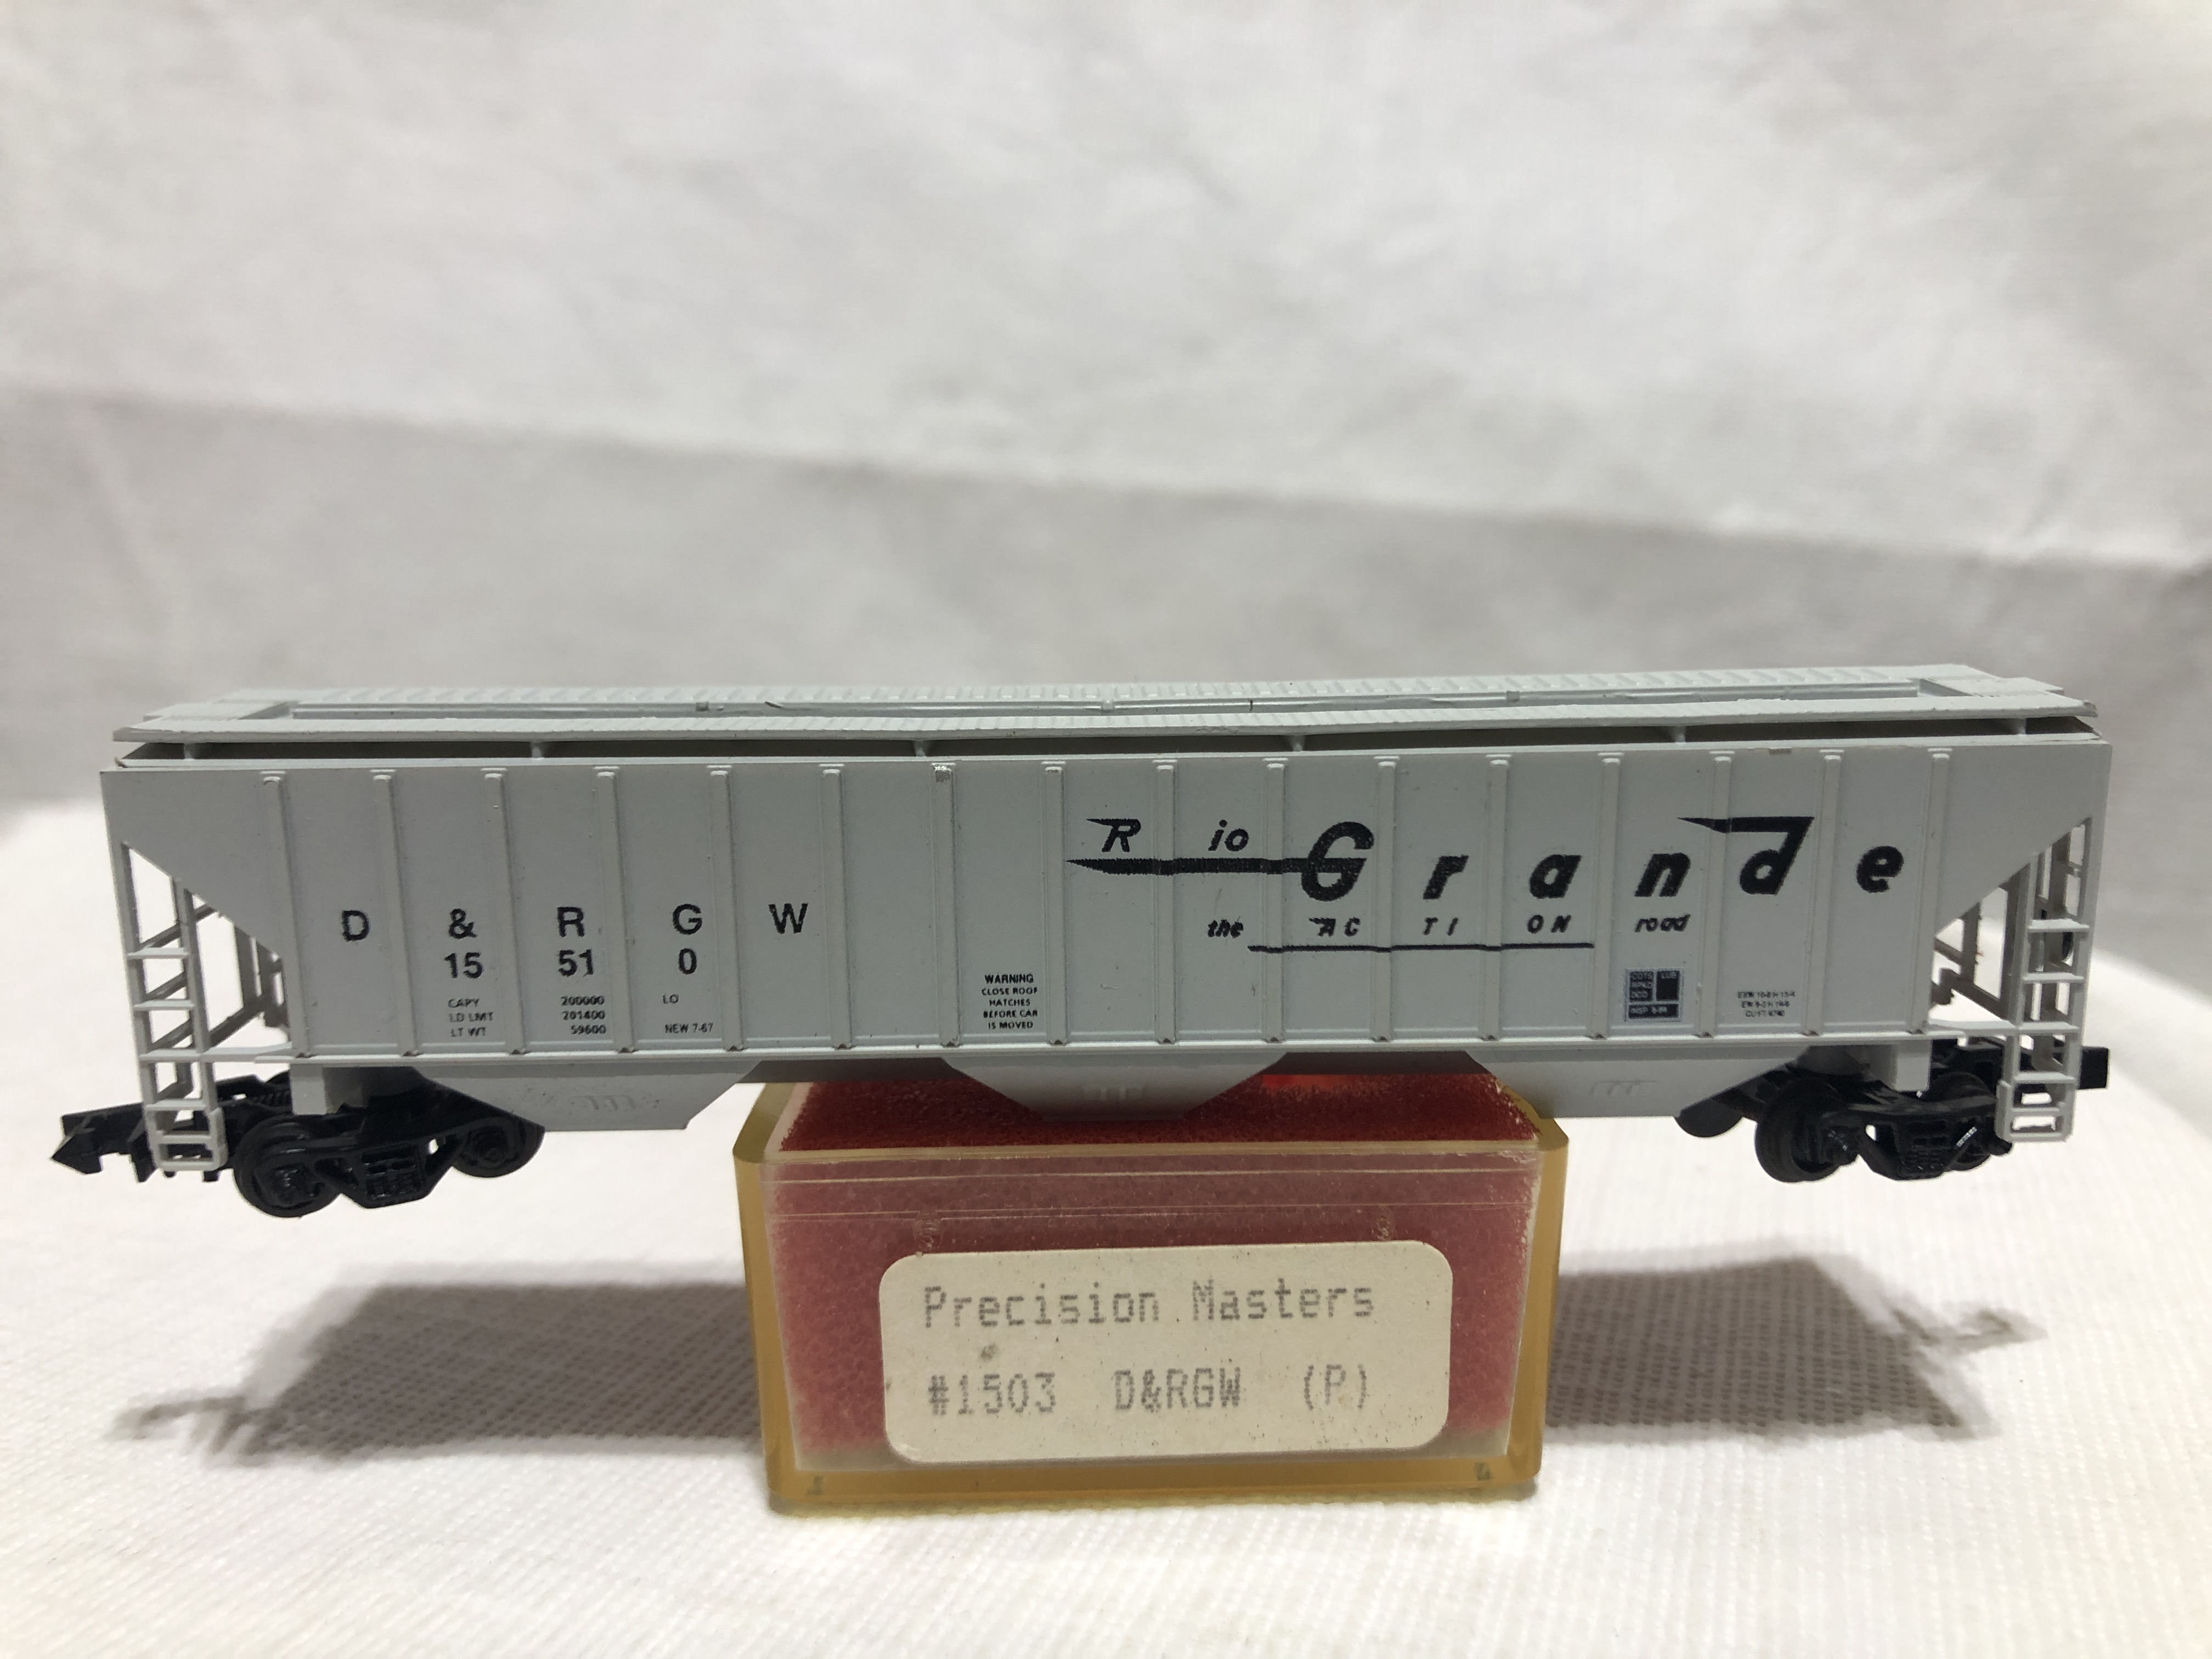 D & R G W
15 51 0
CAPY 200000 LO
LD LMT 201400
LT WT 59600 NEW 7-67
WARNING
CLOSE ROOF
HATCHES
BEFORE CAR
IS MOVED
Rio Grande
the ACTION road
Precision Masters
#1503 D&RGW (P)